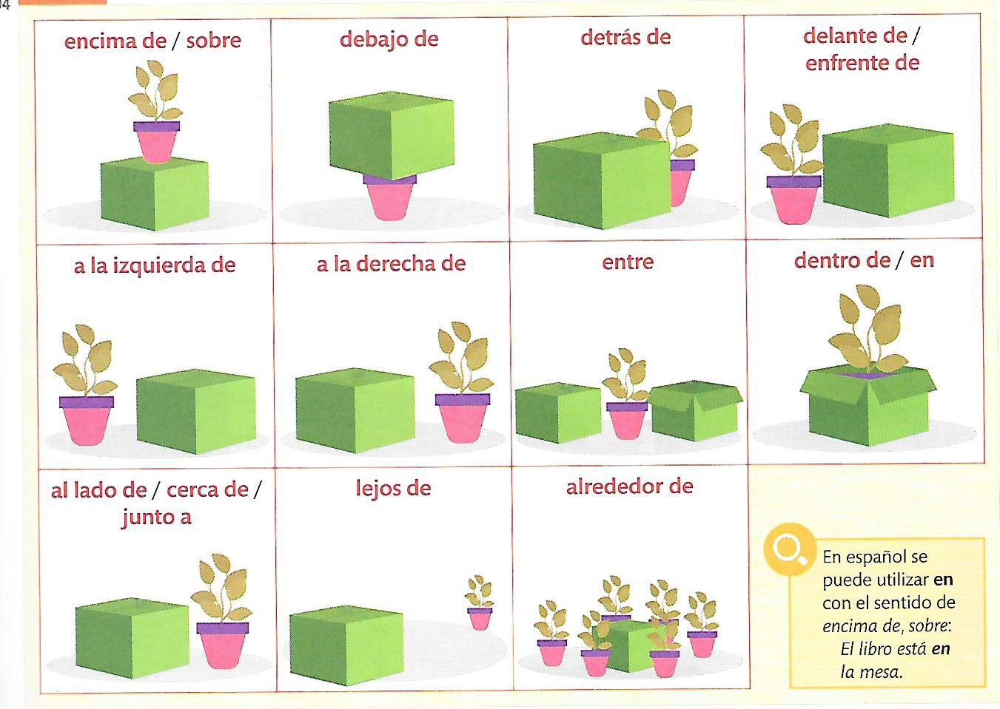 04
encima de / sobre
debajo de
detrás de
delante de /
enfrente de
a la izquierda de
a la derecha de
entre
dentro de / en
al lado de / cerca de /
junto a
lejos de
alrededor de
En español se
puede utilizar en
con el sentido de
encima de, sobre:
El libro está en
la mesa.